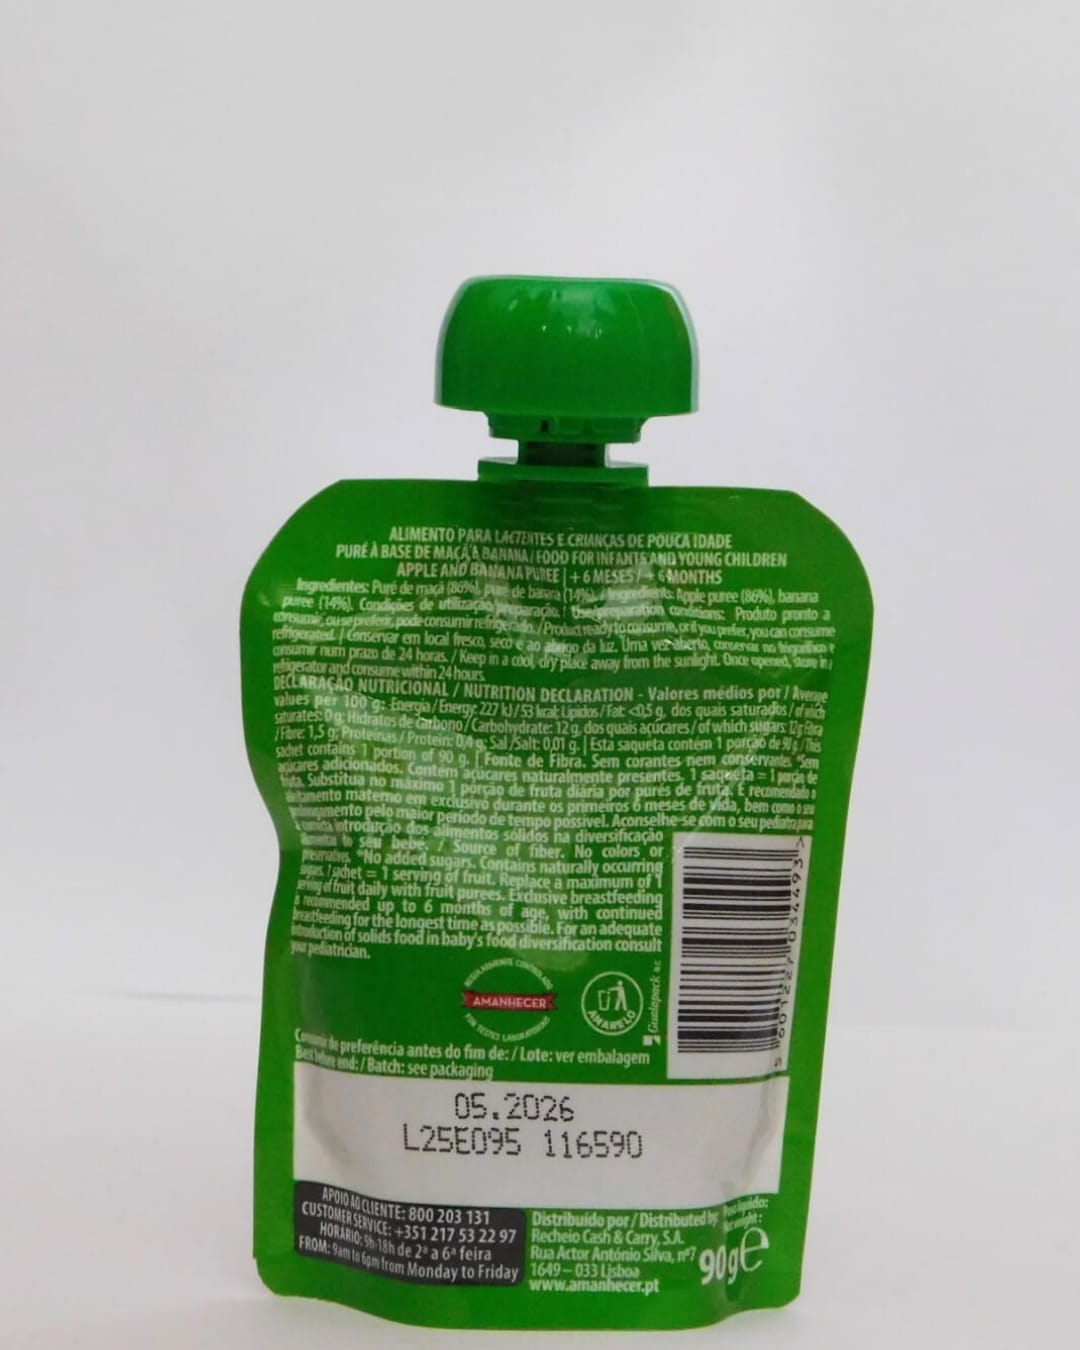 ALIMENTO PARA LACTENTES E CRIANÇAS DE POUCA IDADE
PURÉ À BASE DE MAÇÃ E BANANA / FOOD FOR INFANTS AND YOUNG CHILDREN
APPLE AND BANANA PUREE | + 6 MESES / + 6 MONTHS
Ingredientes: Puré de maçã (86%), puré de banana (14%). / Ingredients: Apple puree (86%), banana
puree (14%). Condições de utilização/preparação: / Use/preparation conditions: Produto pronto a
consumir, ou se preferir, pode consumir refrigerado. / Product ready to consume, or if you prefer, you can consume
refrigerated. | Conservar em local fresco, seco e ao abrigo da luz. Uma vez aberto, conservar no frigorífico e
consumir num prazo de 24 horas. / Keep in a cool, dry place away from the sunlight. Once opened, store in
refrigerator and consume within 24 hours.
DECLARAÇÃO NUTRICIONAL / NUTRITION DECLARATION - Valores médios por / Average
values per 100 g: Energia / Energy: 227 kJ / 53 kcal; Lípidos / Fat: <0,5 g, dos quais saturados / of which
saturates: 0 g; Hidratos de carbono / Carbohydrate: 12 g, dos quais açúcares / of which sugars: 12 g; Fibra
/ Fibre: 1,5 g; Proteínas / Protein: 0,4 g; Sal / Salt: 0,01 g. | Esta saqueta contém 1 porção de 90 g. / This
sachet contains 1 portion of 90 g. | Fonte de Fibra. Sem corantes nem conservantes. *Sem
açúcares adicionados. Contém açúcares naturalmente presentes. 1 saqueta = 1 porção de
fruta. Substitua no máximo 1 porção de fruta diária por purés de fruta. É recomendado o
aleitamento materno em exclusivo durante os primeiros 6 meses de vida, bem como o seu
prolongamento pelo maior período de tempo possível. Aconselhe-se com o seu pediatra para
a correcta introdução dos alimentos sólidos na diversificação
alimentar do seu bebé. / Source of fiber. No colors or
preservatives. *No added sugars. Contains naturally occurring
sugars. 1 sachet = 1 serving of fruit. Replace a maximum of 1
serving of fruit daily with fruit purees. Exclusive breastfeeding
is recommended up to 6 months of age, with continued
breastfeeding for the longest time as possible. For an adequate
introduction of solids food in baby's food diversification consult
your pediatrician.
REGULARMENTE CONTROLADO
AMANHECER
POR TESTES LABORATORIAIS
AMARELO
Gualapack
5 601227 034493 >
Consumir de preferência antes do fim de: / Lote: ver embalagem
Best before end: / Batch: see packaging
05.2026
L25E095 116590
APOIO AO CLIENTE: 800 203 131
CUSTOMER SERVICE: +351 217 53 22 97
HORÁRIO: 9h-18h de 2ª a 6ª feira
FROM: 9am to 6pm from Monday to Friday
Distribuído por / Distributed by:
Recheio Cash & Carry, S.A.
Rua Actor António Silva, nº7
1649 – 033 Lisboa
www.amanhecer.pt
Peso líquido:
Net weight:
90g e